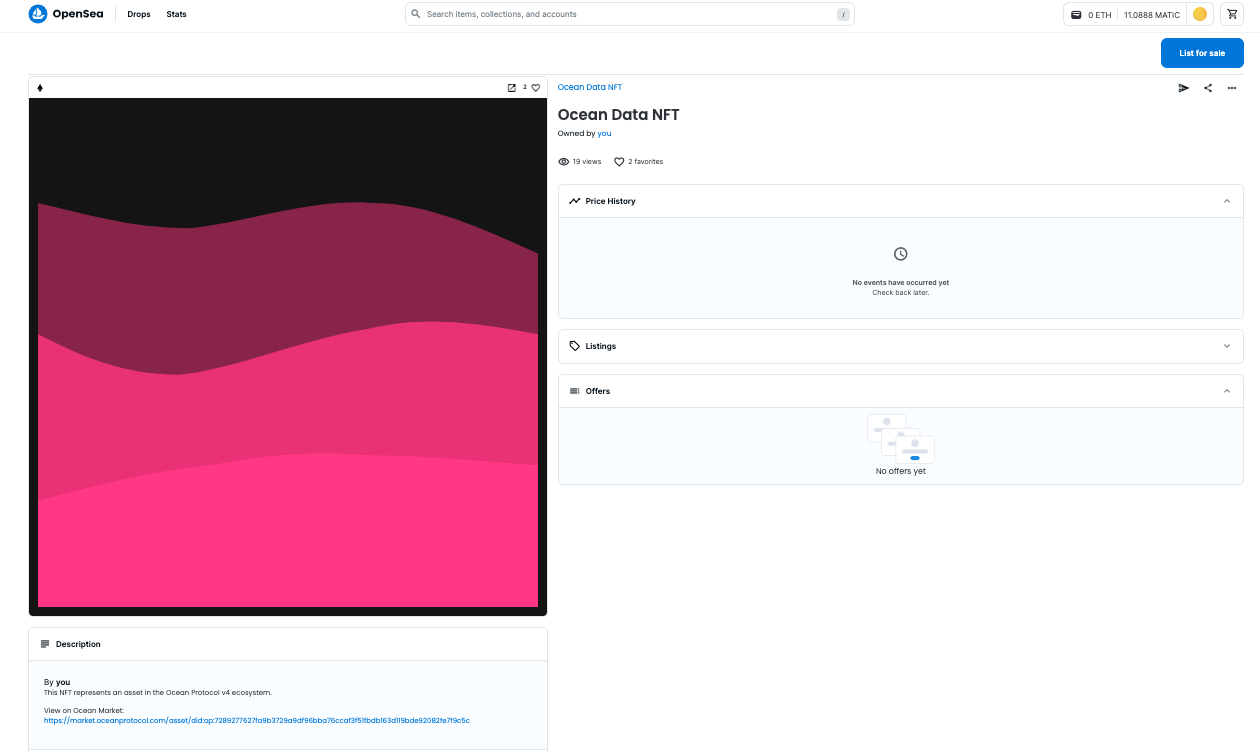 OpenSea
Drops
Stats
Search items, collections, and accounts
/
0 ETH
11.0888 MATIC
List for sale
2
Ocean Data NFT
Ocean Data NFT
Owned by you
19 views
2 favorites
Price History
No events have occurred yet
Check back later.
Listings
Offers
No offers yet
Description
By you
This NFT represents an asset in the Ocean Protocol v4 ecosystem.
View on Ocean Market:
https://market.oceanprotocol.com/asset/did:op:7289277627fa9b3729a9df96bba76ccaf3f51fbdb163d119bde92082fe7f9c5c